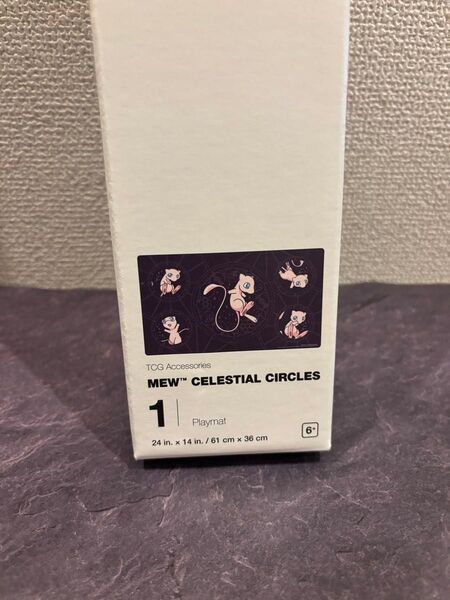 TCG Accessories
MEW™ CELESTIAL CIRCLES
1 Playmat
24 in. x 14 in. / 61 cm x 36 cm
6+